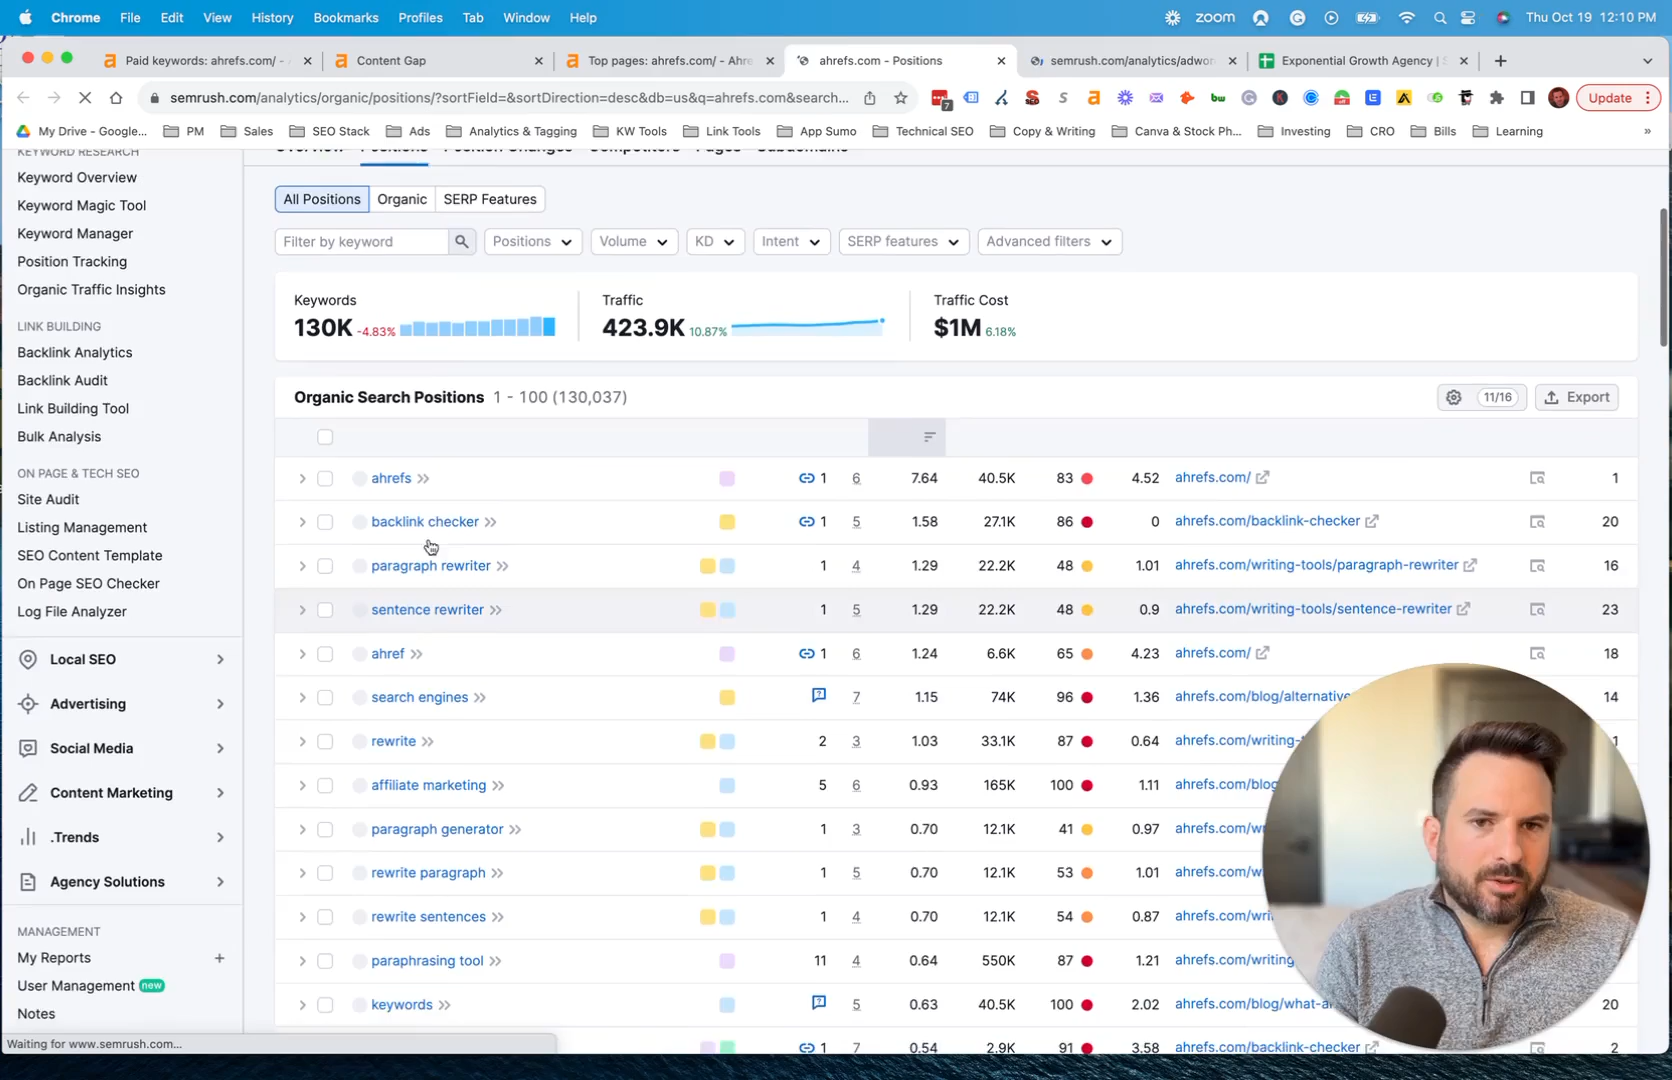 Chrome File Edit View History Bookmarks Profiles Tab Window Help zoom Thu Oct 19 12:10 PM
Paid keywords: ahrefs.com/ - Content Gap Top pages: ahrefs.com/ - Ahre ahrefs.com - Positions semrush.com/analytics/adwo Exponential Growth Agency | S
semrush.com/analytics/organic/positions/?sortField=&sortDirection=desc&db=us&q=ahrefs.com&search... 7 Update
My Drive - Google... PM Sales SEO Stack Ads Analytics & Tagging KW Tools Link Tools App Sumo Technical SEO Copy & Writing Canva & Stock Ph... Investing CRO Bills Learning »
KEYWORD RESEARCH
Keyword Overview
Keyword Magic Tool
Keyword Manager
Position Tracking
Organic Traffic Insights
LINK BUILDING
Backlink Analytics
Backlink Audit
Link Building Tool
Bulk Analysis
ON PAGE & TECH SEO
Site Audit
Listing Management
SEO Content Template
On Page SEO Checker
Log File Analyzer
Local SEO
Advertising
Social Media
Content Marketing
.Trends
Agency Solutions
MANAGEMENT
My Reports +
User Management new
Notes
Waiting for www.semrush.com...
Overview Positions Position Changes Competitors Pages Subdomains
All Positions Organic SERP Features
Filter by keyword Positions Volume KD Intent SERP features Advanced filters
Keywords Traffic Traffic Cost
130K -4.83% 423.9K 10.87% $1M 6.18%
Organic Search Positions 1 - 100 (130,037) 11/16 Export
ahrefs 1 6 7.64 40.5K 83 4.52 ahrefs.com/ 1
backlink checker 1 5 1.58 27.1K 86 0 ahrefs.com/backlink-checker 20
paragraph rewriter 1 4 1.29 22.2K 48 1.01 ahrefs.com/writing-tools/paragraph-rewriter 16
sentence rewriter 1 5 1.29 22.2K 48 0.9 ahrefs.com/writing-tools/sentence-rewriter 23
ahref 1 6 1.24 6.6K 65 4.23 ahrefs.com/ 18
search engines 7 1.15 74K 96 1.36 ahrefs.com/blog/alternative 14
rewrite 2 3 1.03 33.1K 87 0.64 ahrefs.com/writing- 1
affiliate marketing 5 6 0.93 165K 100 1.11 ahrefs.com/blog
paragraph generator 1 3 0.70 12.1K 41 0.97 ahrefs.com/wr
rewrite paragraph 1 5 0.70 12.1K 53 1.01 ahrefs.com/w
rewrite sentences 1 4 0.70 12.1K 54 0.87 ahrefs.com/wri
paraphrasing tool 11 4 0.64 550K 87 1.21 ahrefs.com/writing
keywords 5 0.63 40.5K 100 2.02 ahrefs.com/blog/what-a 20
1 7 0.54 2.9K 91 3.58 ahrefs.com/backlink-checker 2